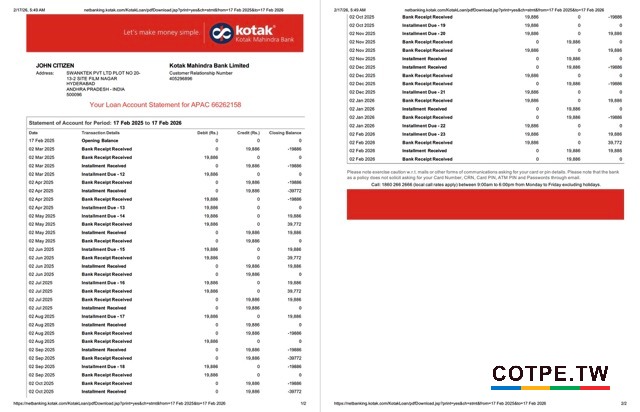 2/17/26, 5:49 AM
netbanking.kotak.com/KotakLoan/pdfDownload.jsp?print=yes&ch=stmt&from=17 Feb 2025&to=17 Feb 2026
Let's make money simple.
kotak
Kotak Mahindra Bank
JOHN CITIZEN
Address: SWANKTEK PVT LTD PLOT NO 20-
13-2 SITE FILM NAGAR
HYDERABAD
ANDHRA PRADESH - INDIA
500096
Kotak Mahindra Bank Limited
Customer Relationship Number
405296896
Your Loan Account Statement for APAC 66262158
Statement of Account for Period: 17 Feb 2025 to 17 Feb 2026
Date Transaction Details Debit (Rs.) Credit (Rs.) Closing Balance
17 Feb 2025 Opening Balance 0 0 0
02 Mar 2025 Bank Receipt Received 0 19,886 -19886
02 Mar 2025 Bank Receipt Received 19,886 0 0
02 Mar 2025 Installment Received 0 19,886 -19886
02 Mar 2025 Installment Due - 12 19,886 0 0
02 Apr 2025 Bank Receipt Received 0 19,886 -19886
02 Apr 2025 Installment Received 0 19,886 -39772
02 Apr 2025 Bank Receipt Received 19,886 0 -19886
02 Apr 2025 Installment Due - 13 19,886 0 0
02 May 2025 Installment Due - 14 19,886 0 19,886
02 May 2025 Bank Receipt Received 19,886 0 39,772
02 May 2025 Installment Received 0 19,886 19,886
02 May 2025 Bank Receipt Received 0 19,886 0
02 Jun 2025 Installment Due - 15 19,886 0 19,886
02 Jun 2025 Bank Receipt Received 19,886 0 39,772
02 Jun 2025 Installment Received 0 19,886 19,886
02 Jun 2025 Bank Receipt Received 0 19,886 0
02 Jul 2025 Installment Due - 16 19,886 0 19,886
02 Jul 2025 Bank Receipt Received 19,886 0 39,772
02 Jul 2025 Bank Receipt Received 0 19,886 19,886
02 Jul 2025 Installment Received 0 19,886 0
02 Aug 2025 Installment Due - 17 19,886 0 19,886
02 Aug 2025 Installment Received 0 19,886 0
02 Aug 2025 Bank Receipt Received 0 19,886 -19886
02 Aug 2025 Bank Receipt Received 19,886 0 0
02 Sep 2025 Installment Received 0 19,886 -19886
02 Sep 2025 Bank Receipt Received 0 19,886 -39772
02 Sep 2025 Installment Due - 18 19,886 0 -19886
02 Sep 2025 Bank Receipt Received 19,886 0 0
02 Oct 2025 Installment Received 0 19,886 -19886
02 Oct 2025 Bank Receipt Received 0 19,886 -39772
https://netbanking.kotak.com/KotakLoan/pdfDownload.jsp?print=yes&ch=stmt&from=17 Feb 2025&to=17 Feb 2026
1/2
2/17/26, 5:49 AM
netbanking.kotak.com/KotakLoan/pdfDownload.jsp?print=yes&ch=stmt&from=17 Feb 2025&to=17 Feb 2026
02 Oct 2025 Bank Receipt Received 19,886 0 -19886
02 Oct 2025 Installment Due - 19 19,886 0 0
02 Nov 2025 Installment Due - 20 19,886 0 19,886
02 Nov 2025 Bank Receipt Received 0 19,886 0
02 Nov 2025 Bank Receipt Received 19,886 0 19,886
02 Nov 2025 Installment Received 0 19,886 0
02 Dec 2025 Bank Receipt Received 19,886 0 19,886
02 Dec 2025 Installment Received 0 19,886 0
02 Dec 2025 Bank Receipt Received 0 19,886 -19886
02 Dec 2025 Installment Due - 21 19,886 0 0
02 Jan 2026 Bank Receipt Received 19,886 0 19,886
02 Jan 2026 Installment Received 0 19,886 0
02 Jan 2026 Bank Receipt Received 0 19,886 -19886
02 Jan 2026 Installment Due - 22 19,886 0 0
02 Feb 2026 Installment Due - 23 19,886 0 19,886
02 Feb 2026 Bank Receipt Received 19,886 0 39,772
02 Feb 2026 Installment Received 0 19,886 19,886
02 Feb 2026 Bank Receipt Received 0 19,886 0
Please note exercise caution w.r.t. mails or other forms of communications asking for your card or pin details. Please note that the bank
as a policy does not solicit asking for your Card Number, CRN, Card PIN, ATM PIN and Passwords through email.
Call: 1860 266 2666 (local call rates apply) between 9:00am to 6:00pm from Monday to Friday excluding holidays.
COTPE.TW
https://netbanking.kotak.com/KotakLoan/pdfDownload.jsp?print=yes&ch=stmt&from=17 Feb 2025&to=17 Feb 2026
2/2